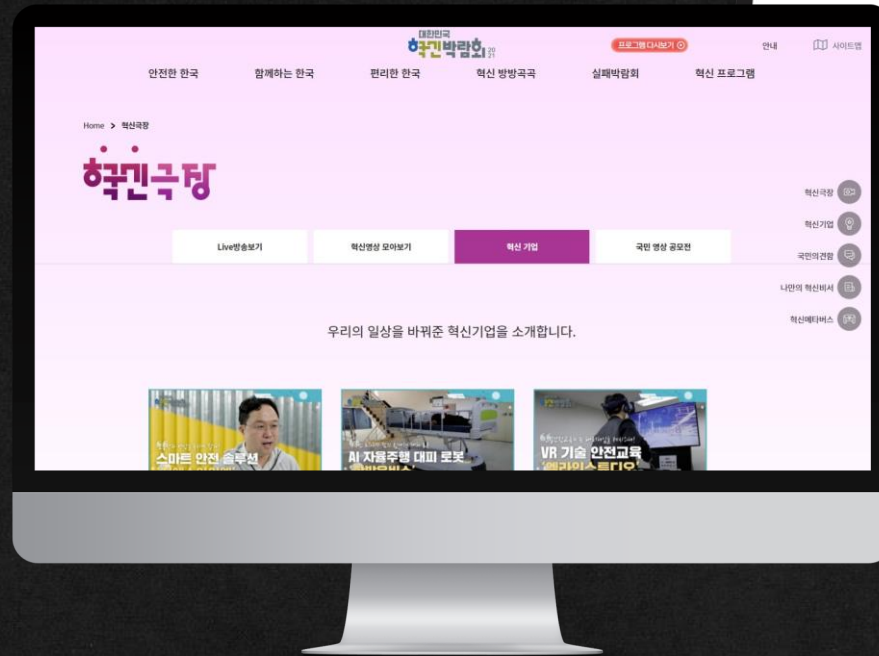 대한민국
혁신박람회 20
21
프로그램 다시보기
안내
사이트맵
안전한 한국
함께하는 한국
편리한 한국
혁신 방방곡곡
실패박람회
혁신 프로그램
Home > 혁신극장
혁신극장
혁신극장
혁신기업
국민의견함
나만의 혁신비서
혁신메타버스
Live방송보기
혁신영상 모아보기
혁신 기업
국민 영상 공모전
우리의 일상을 바꿔준 혁신기업을 소개합니다.
스마트 안전 솔루션
AI 자율주행 대피 로봇
VR 기술 안전교육